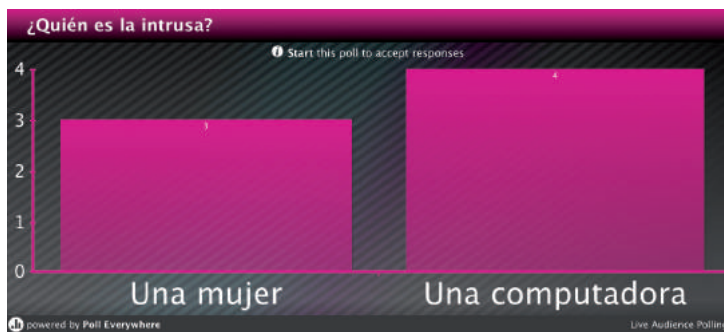 ¿Quién es la intrusa?
Start this poll to accept responses
4
4
3
3
2
1
0
Una mujer
Una computadora
powered by Poll Everywhere
Live Audience Pollin